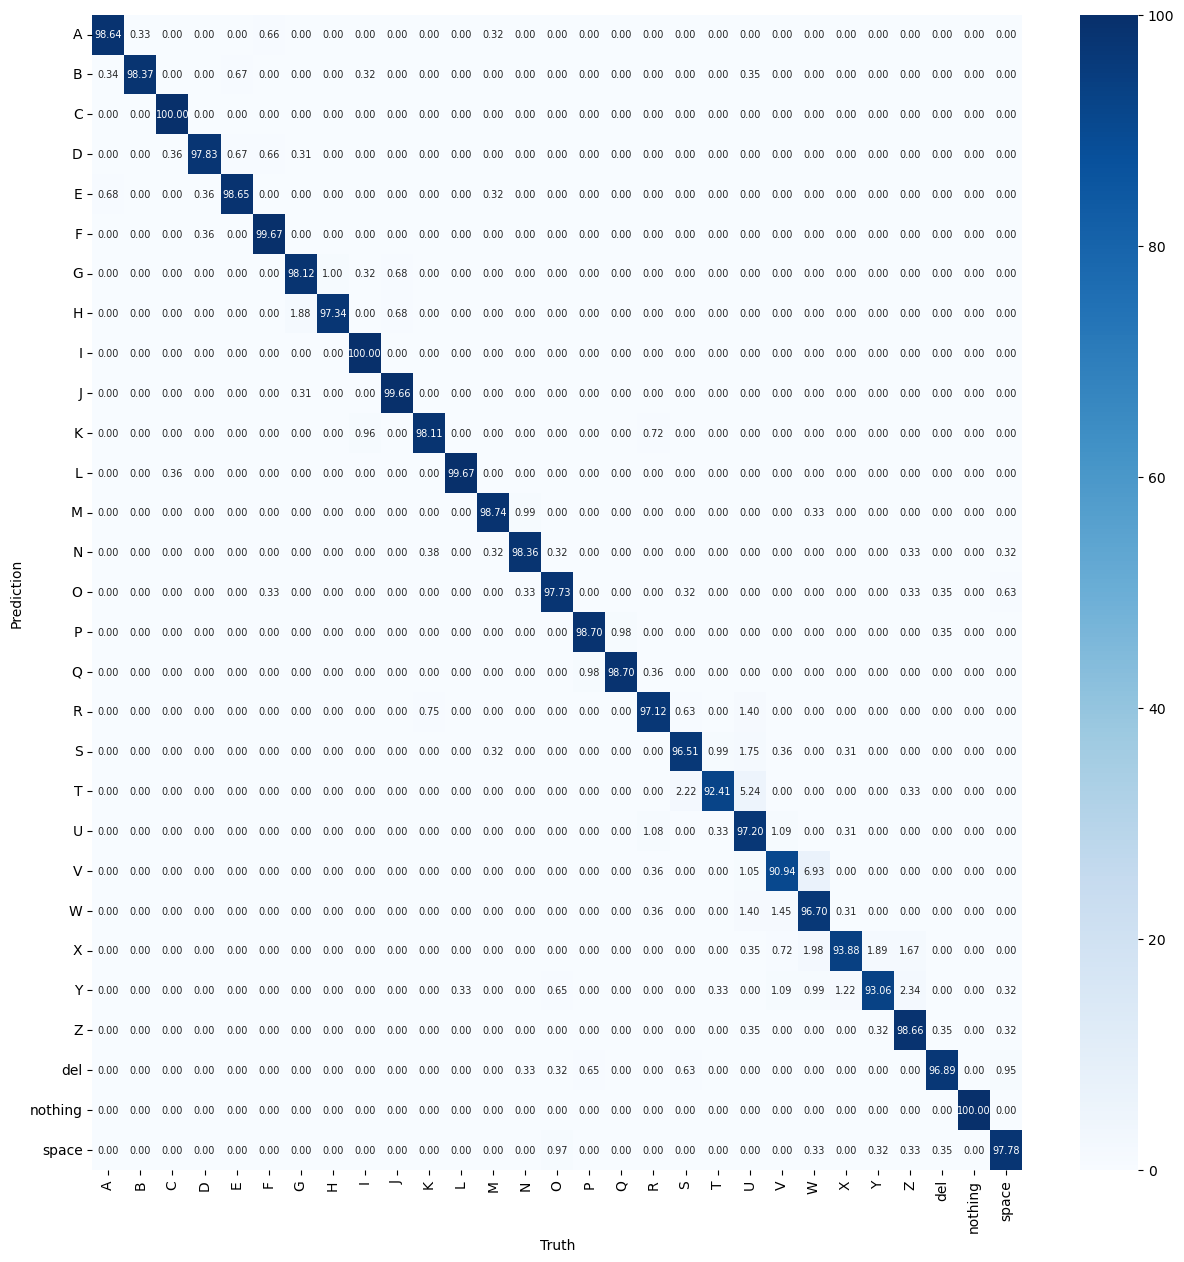 A 98.64 0.33 0.00 0.00 0.00 0.66 0.00 0.00 0.00 0.00 0.00 0.00 0.32 0.00 0.00 0.00 0.00 0.00 0.00 0.00 0.00 0.00 0.00 0.00 0.00 0.00 0.00 0.00 0.00
B 0.34 98.37 0.00 0.00 0.67 0.00 0.00 0.00 0.32 0.00 0.00 0.00 0.00 0.00 0.00 0.00 0.00 0.00 0.00 0.00 0.35 0.00 0.00 0.00 0.00 0.00 0.00 0.00 0.00
C 0.00 0.00 100.00 0.00 0.00 0.00 0.00 0.00 0.00 0.00 0.00 0.00 0.00 0.00 0.00 0.00 0.00 0.00 0.00 0.00 0.00 0.00 0.00 0.00 0.00 0.00 0.00 0.00 0.00
D 0.00 0.00 0.36 97.83 0.67 0.66 0.31 0.00 0.00 0.00 0.00 0.00 0.00 0.00 0.00 0.00 0.00 0.00 0.00 0.00 0.00 0.00 0.00 0.00 0.00 0.00 0.00 0.00 0.00
E 0.68 0.00 0.00 0.36 98.65 0.00 0.00 0.00 0.00 0.00 0.00 0.00 0.32 0.00 0.00 0.00 0.00 0.00 0.00 0.00 0.00 0.00 0.00 0.00 0.00 0.00 0.00 0.00 0.00
F 0.00 0.00 0.00 0.36 0.00 99.67 0.00 0.00 0.00 0.00 0.00 0.00 0.00 0.00 0.00 0.00 0.00 0.00 0.00 0.00 0.00 0.00 0.00 0.00 0.00 0.00 0.00 0.00 0.00
G 0.00 0.00 0.00 0.00 0.00 0.00 98.12 1.00 0.32 0.68 0.00 0.00 0.00 0.00 0.00 0.00 0.00 0.00 0.00 0.00 0.00 0.00 0.00 0.00 0.00 0.00 0.00 0.00 0.00
H 0.00 0.00 0.00 0.00 0.00 0.00 1.88 97.34 0.00 0.68 0.00 0.00 0.00 0.00 0.00 0.00 0.00 0.00 0.00 0.00 0.00 0.00 0.00 0.00 0.00 0.00 0.00 0.00 0.00
I 0.00 0.00 0.00 0.00 0.00 0.00 0.00 0.00 100.00 0.00 0.00 0.00 0.00 0.00 0.00 0.00 0.00 0.00 0.00 0.00 0.00 0.00 0.00 0.00 0.00 0.00 0.00 0.00 0.00
J 0.00 0.00 0.00 0.00 0.00 0.00 0.31 0.00 0.00 99.66 0.00 0.00 0.00 0.00 0.00 0.00 0.00 0.00 0.00 0.00 0.00 0.00 0.00 0.00 0.00 0.00 0.00 0.00 0.00
K 0.00 0.00 0.00 0.00 0.00 0.00 0.00 0.00 0.96 0.00 98.11 0.00 0.00 0.00 0.00 0.00 0.00 0.72 0.00 0.00 0.00 0.00 0.00 0.00 0.00 0.00 0.00 0.00 0.00
L 0.00 0.00 0.36 0.00 0.00 0.00 0.00 0.00 0.00 0.00 0.00 99.67 0.00 0.00 0.00 0.00 0.00 0.00 0.00 0.00 0.00 0.00 0.00 0.00 0.00 0.00 0.00 0.00 0.00
M 0.00 0.00 0.00 0.00 0.00 0.00 0.00 0.00 0.00 0.00 0.00 0.00 98.74 0.99 0.00 0.00 0.00 0.00 0.00 0.00 0.00 0.00 0.33 0.00 0.00 0.00 0.00 0.00 0.00
N 0.00 0.00 0.00 0.00 0.00 0.00 0.00 0.00 0.00 0.00 0.38 0.00 0.32 98.36 0.32 0.00 0.00 0.00 0.00 0.00 0.00 0.00 0.00 0.00 0.00 0.33 0.00 0.00 0.32
O 0.00 0.00 0.00 0.00 0.00 0.33 0.00 0.00 0.00 0.00 0.00 0.00 0.00 0.33 97.73 0.00 0.00 0.00 0.32 0.00 0.00 0.00 0.00 0.00 0.00 0.33 0.35 0.00 0.63
P 0.00 0.00 0.00 0.00 0.00 0.00 0.00 0.00 0.00 0.00 0.00 0.00 0.00 0.00 0.00 98.70 0.98 0.00 0.00 0.00 0.00 0.00 0.00 0.00 0.00 0.00 0.35 0.00 0.00
Q 0.00 0.00 0.00 0.00 0.00 0.00 0.00 0.00 0.00 0.00 0.00 0.00 0.00 0.00 0.00 0.98 98.70 0.36 0.00 0.00 0.00 0.00 0.00 0.00 0.00 0.00 0.00 0.00 0.00
R 0.00 0.00 0.00 0.00 0.00 0.00 0.00 0.00 0.00 0.00 0.75 0.00 0.00 0.00 0.00 0.00 0.00 97.12 0.63 0.00 1.40 0.00 0.00 0.00 0.00 0.00 0.00 0.00 0.00
S 0.00 0.00 0.00 0.00 0.00 0.00 0.00 0.00 0.00 0.00 0.00 0.00 0.32 0.00 0.00 0.00 0.00 0.00 96.51 0.99 1.75 0.36 0.00 0.31 0.00 0.00 0.00 0.00 0.00
T 0.00 0.00 0.00 0.00 0.00 0.00 0.00 0.00 0.00 0.00 0.00 0.00 0.00 0.00 0.00 0.00 0.00 0.00 2.22 92.41 5.24 0.00 0.00 0.00 0.00 0.33 0.00 0.00 0.00
U 0.00 0.00 0.00 0.00 0.00 0.00 0.00 0.00 0.00 0.00 0.00 0.00 0.00 0.00 0.00 0.00 0.00 1.08 0.00 0.33 97.20 1.09 0.00 0.31 0.00 0.00 0.00 0.00 0.00
V 0.00 0.00 0.00 0.00 0.00 0.00 0.00 0.00 0.00 0.00 0.00 0.00 0.00 0.00 0.00 0.00 0.00 0.36 0.00 0.00 1.05 90.94 6.93 0.00 0.00 0.00 0.00 0.00 0.00
W 0.00 0.00 0.00 0.00 0.00 0.00 0.00 0.00 0.00 0.00 0.00 0.00 0.00 0.00 0.00 0.00 0.00 0.36 0.00 0.00 1.40 1.45 96.70 0.31 0.00 0.00 0.00 0.00 0.00
X 0.00 0.00 0.00 0.00 0.00 0.00 0.00 0.00 0.00 0.00 0.00 0.00 0.00 0.00 0.00 0.00 0.00 0.00 0.00 0.00 0.35 0.72 1.98 93.88 1.89 1.67 0.00 0.00 0.00
Y 0.00 0.00 0.00 0.00 0.00 0.00 0.00 0.00 0.00 0.00 0.00 0.33 0.00 0.00 0.65 0.00 0.00 0.00 0.00 0.33 0.00 1.09 0.99 1.22 93.06 2.34 0.00 0.00 0.32
Z 0.00 0.00 0.00 0.00 0.00 0.00 0.00 0.00 0.00 0.00 0.00 0.00 0.00 0.00 0.00 0.00 0.00 0.00 0.00 0.00 0.35 0.00 0.00 0.00 0.32 98.66 0.35 0.00 0.32
del 0.00 0.00 0.00 0.00 0.00 0.00 0.00 0.00 0.00 0.00 0.00 0.00 0.00 0.33 0.32 0.65 0.00 0.00 0.63 0.00 0.00 0.00 0.00 0.00 0.00 0.00 96.89 0.00 0.95
nothing 0.00 0.00 0.00 0.00 0.00 0.00 0.00 0.00 0.00 0.00 0.00 0.00 0.00 0.00 0.00 0.00 0.00 0.00 0.00 0.00 0.00 0.00 0.00 0.00 0.00 0.00 0.00 100.00 0.00
space 0.00 0.00 0.00 0.00 0.00 0.00 0.00 0.00 0.00 0.00 0.00 0.00 0.00 0.00 0.97 0.00 0.00 0.00 0.00 0.00 0.00 0.00 0.33 0.00 0.32 0.33 0.35 0.00 97.78
A B C D E F G H I J K L M N O P Q R S T U V W X Y Z del nothing space
Truth
Prediction
100
80
60
40
20
0